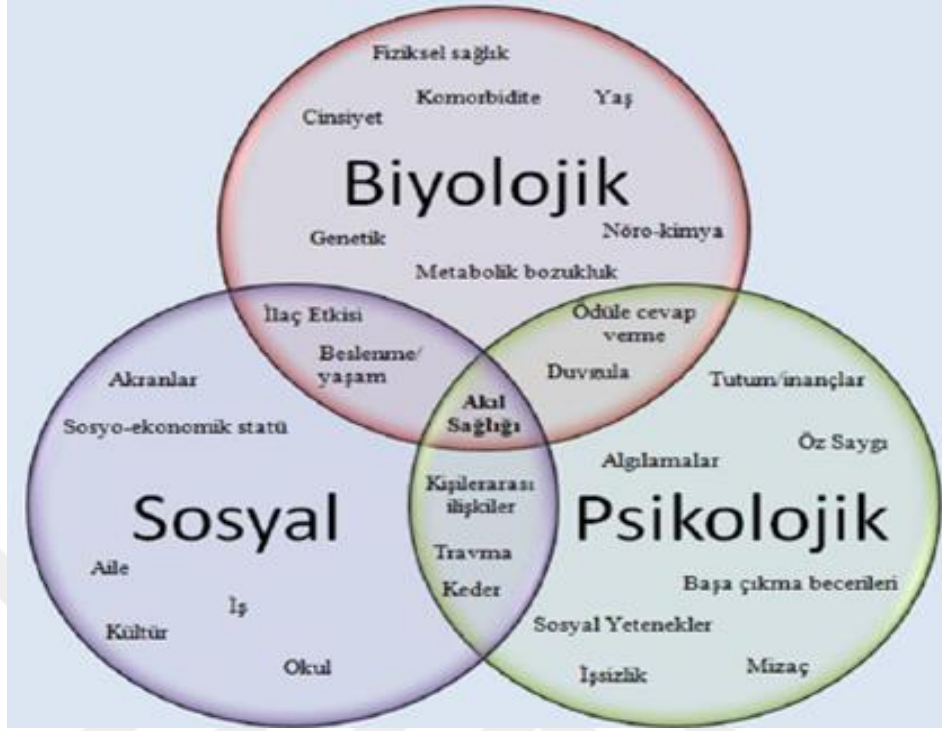 Fiziksel sağlık
Komorbidite
Yaş
Cinsiyet
Biyolojik
Genetik
Nöro-kimya
Metabolik bozukluk
İlaç Etkisi
Ödüle cevap
verme
Beslenme/
yaşam
Duygula
Akranlar
Akıl
Sağlığı
Tutum/inançlar
Sosyo-ekonomik statü
Öz Saygı
Algılamalar
Kişilerarası
ilişkiler
Sosyal
Psikolojik
Travma
Aile
Keder
Başa çıkma becerileri
İş
Kültür
Sosyal Yetenekler
Okul
İşsizlik
Mizaç